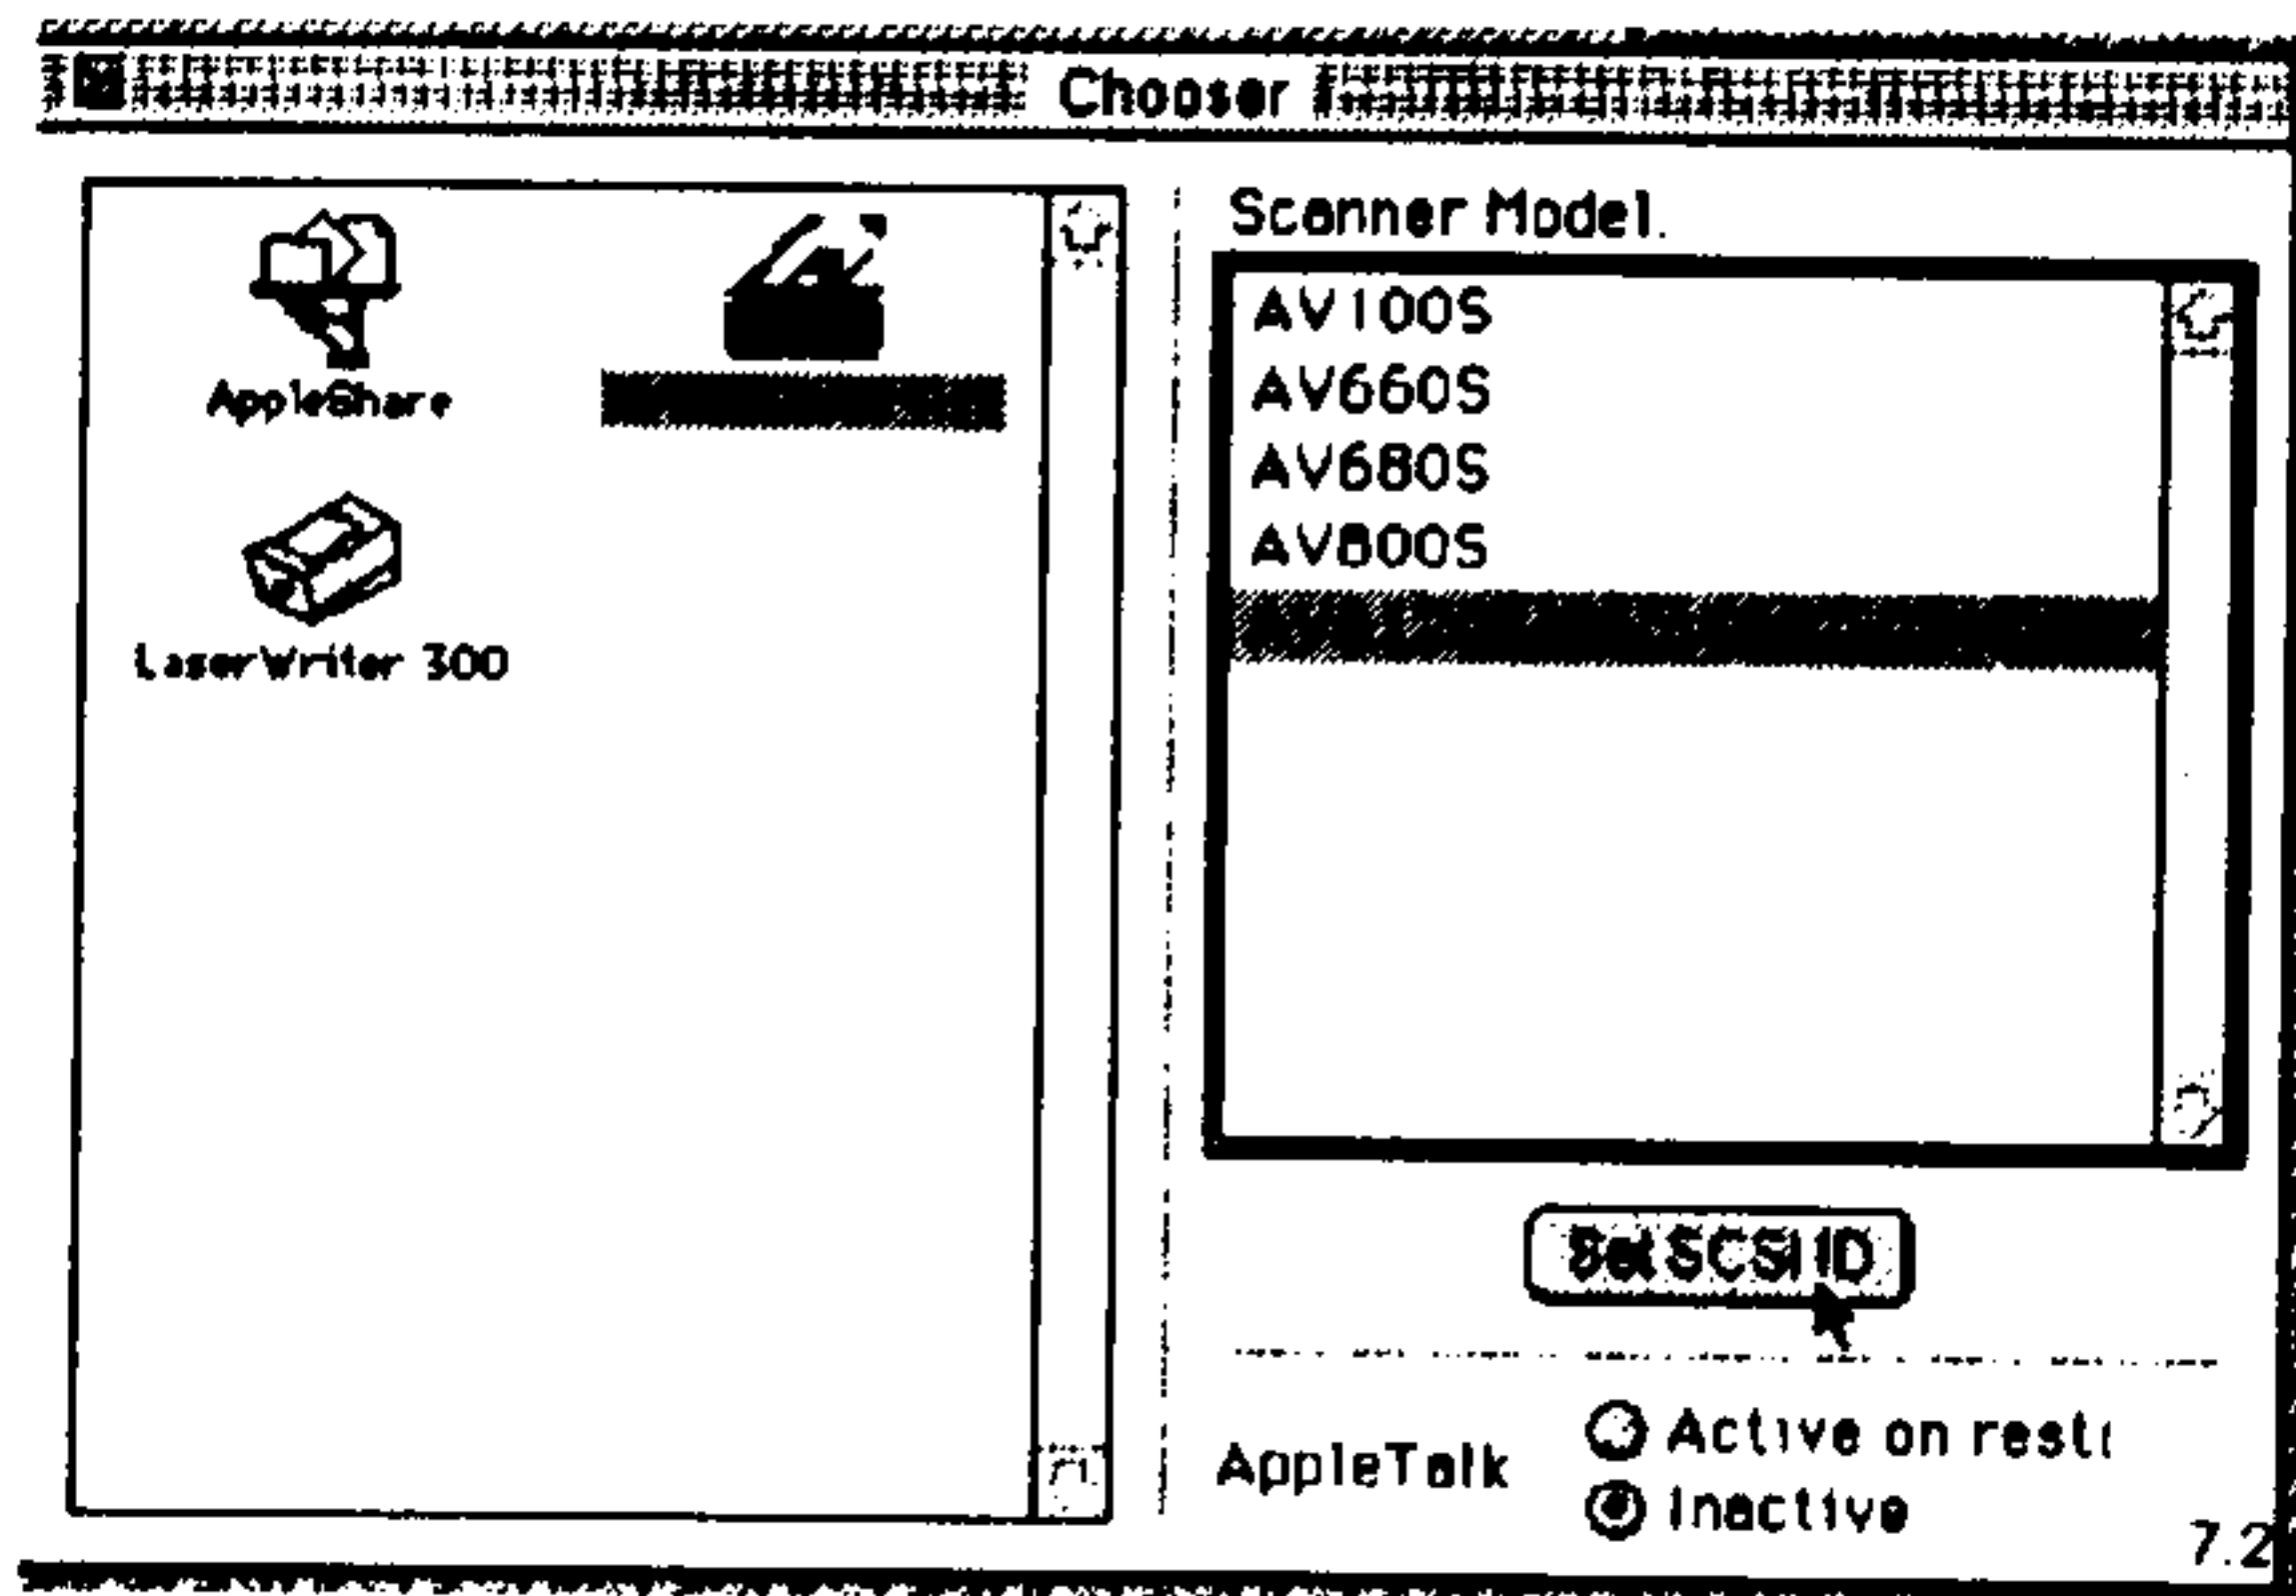 Chooser
AppleShare
LaserWriter 300
Scanner Model.
AV100S
AV660S
AV680S
AV800S
Set SCSI ID
AppleTalk
Active on rest
Inactive
7.2